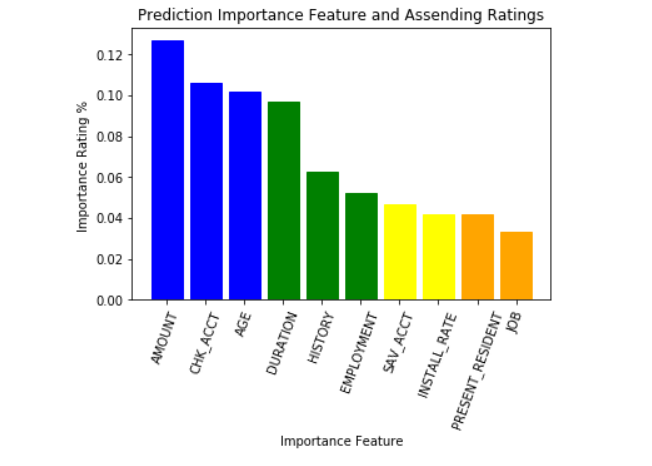 Prediction Importance Feature and Assending Ratings
Importance Rating %
0.12
0.10
0.08
0.06
0.04
0.02
0.00
AMOUNT
CHK_ACCT
AGE
DURATION
HISTORY
EMPLOYMENT
SAV_ACCT
INSTALL_RATE
PRESENT_RESIDENT
JOB
Importance Feature